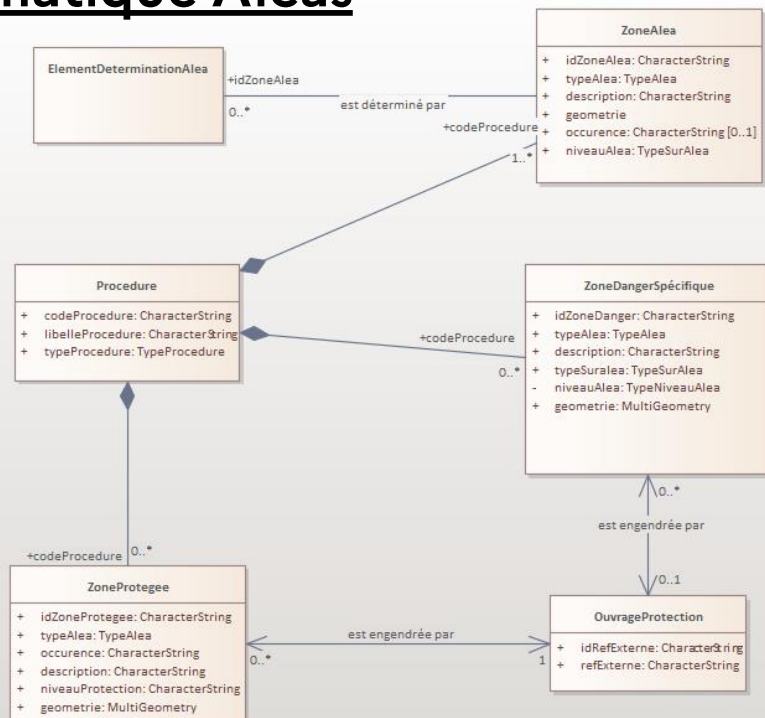 ZoneAlea
+ idZoneAlea: CharacterString
+ typeAlea: TypeAlea
+ description: CharacterString
+ geometrie
+ occurence: CharacterString [0..1]
+ niveauAlea: TypeSurAlea
ElementDeterminationAlea
+idZoneAlea
0..*
est déterminé par
+codeProcedure
1..*
Procedure
+ codeProcedure: CharacterString
+ libelleProcedure: CharacterString
+ typeProcedure: TypeProcedure
+codeProcedure
0..*
ZoneDangerSpécifique
+ idZoneDanger: CharacterString
+ typeAlea: TypeAlea
+ description: CharacterString
+ typeSuralea: TypeSurAlea
- niveauAlea: TypeNiveauAlea
+ geometrie: MultiGeometry
0..*
est engendrée par
0..1
+codeProcedure
0..*
ZoneProtegee
+ idZoneProtegee: CharacterString
+ typeAlea: TypeAlea
+ occurence: CharacterString
+ description: CharacterString
+ niveauProtection: CharacterString
+ geometrie: MultiGeometry
0..*
est engendrée par
1
OuvrageProtection
+ idRefExterne: CharacterString
+ refExterne: CharacterString